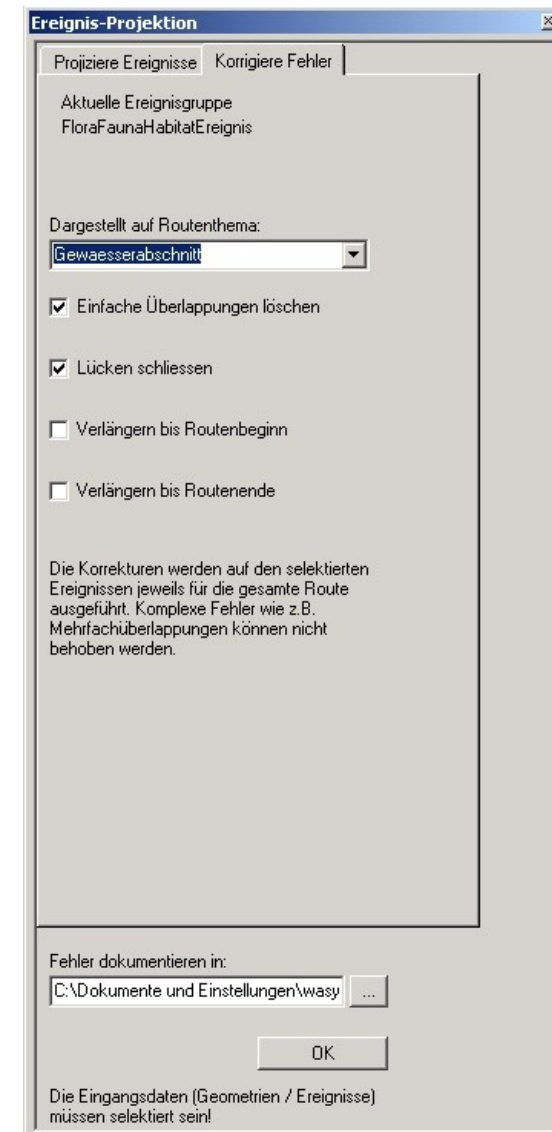 Ereignis-Projektion
Projiziere Ereignisse
Korrigiere Fehler
Aktuelle Ereignisgruppe
FloraFaunaHabitatEreignis
Dargestellt auf Routenthema:
Gewaesserabschnitt
Einfache Überlappungen löschen
Lücken schliessen
Verlängern bis Routenbeginn
Verlängern bis Routenende
Die Korrekturen werden auf den selektierten
Ereignissen jeweils für die gesamte Route
ausgeführt. Komplexe Fehler wie z.B.
Mehrfachüberlappungen können nicht
behoben werden.
Fehler dokumentieren in:
C:\Dokumente und Einstellungen\wasy
...
OK
Die Eingangsdaten (Geometrien / Ereignisse)
müssen selektiert sein!